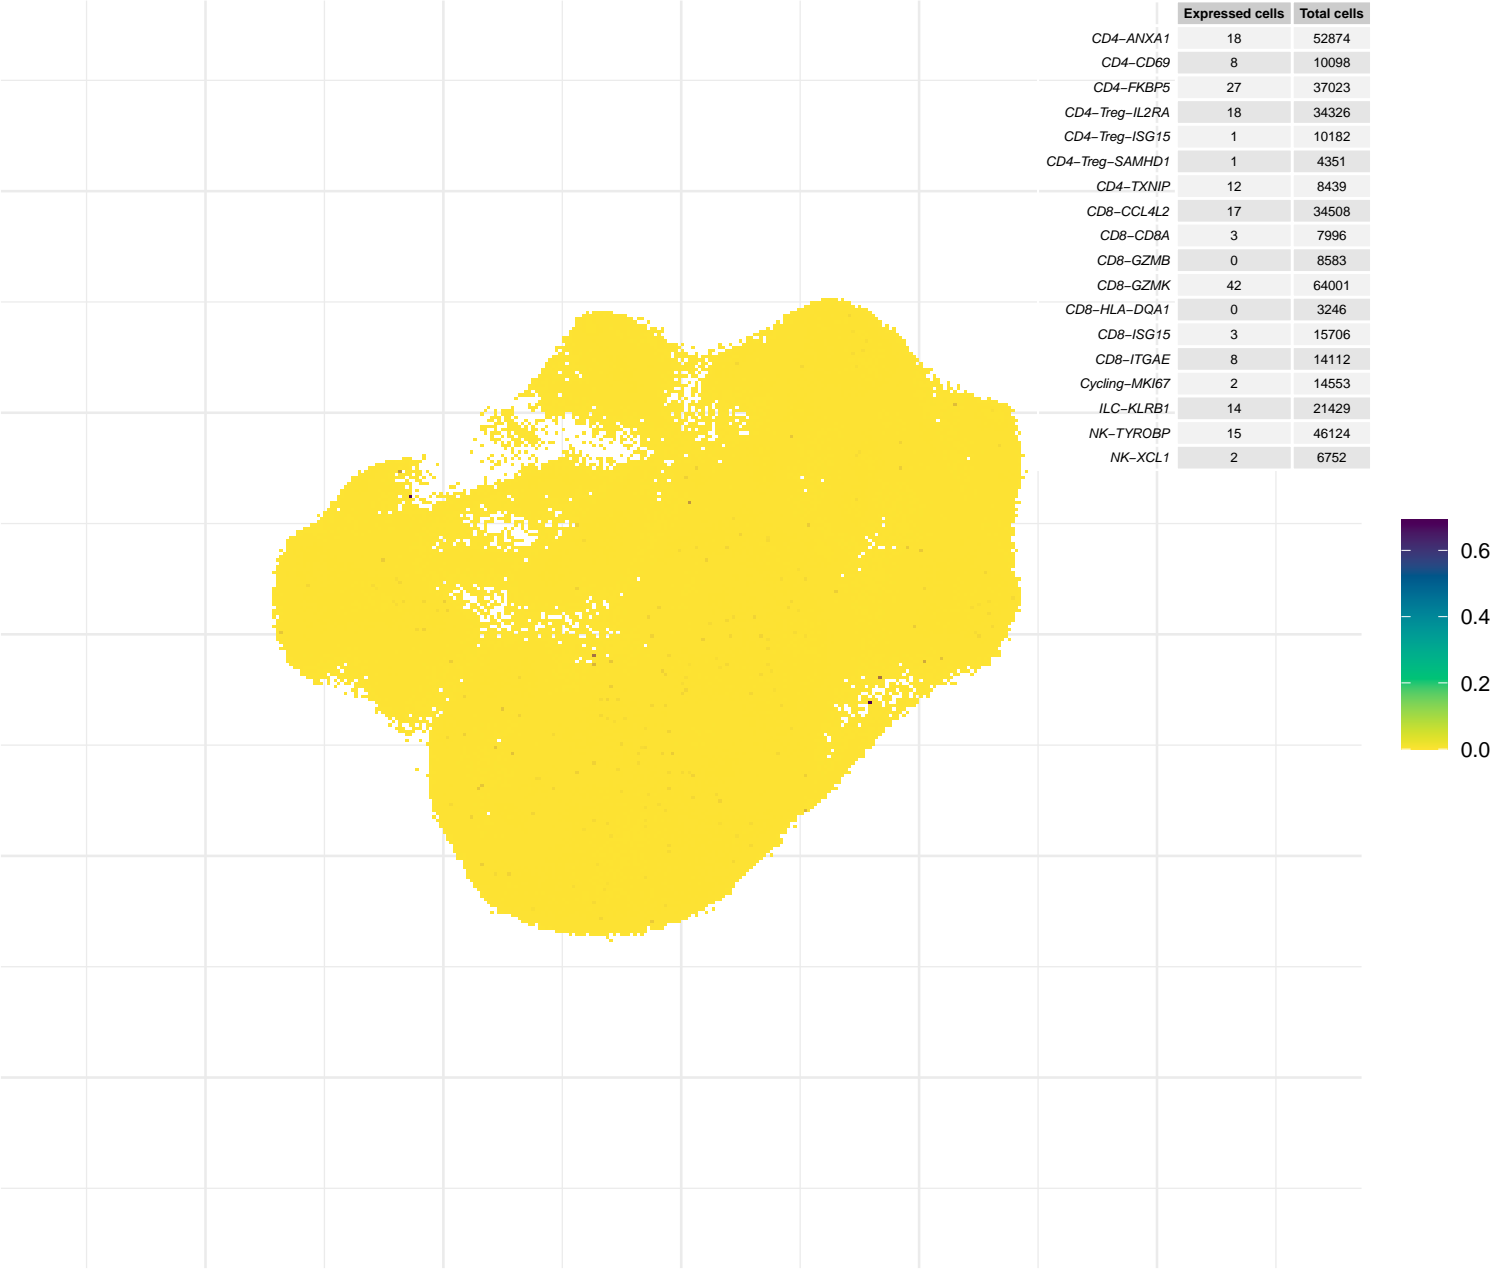 Expressed cells Total cells
CD4−ANXA1 18 52874
CD4−CD69 8 10098
CD4−FKBP5 27 37023
CD4−Treg−IL2RA 18 34326
CD4−Treg−ISG15 1 10182
CD4−Treg−SAMHD1 1 4351
CD4−TXNIP 12 8439
CD8−CCL4L2 17 34508
CD8−CD8A 3 7996
CD8−GZMB 0 8583
CD8−GZMK 42 64001
CD8−HLA−DQA1 0 3246
CD8−ISG15 3 15706
CD8−ITGAE 8 14112
Cycling−MKI67 2 14553
ILC−KLRB1 14 21429
NK−TYROBP 15 46124
NK−XCL1 2 6752
0.6
0.4
0.2
0.0